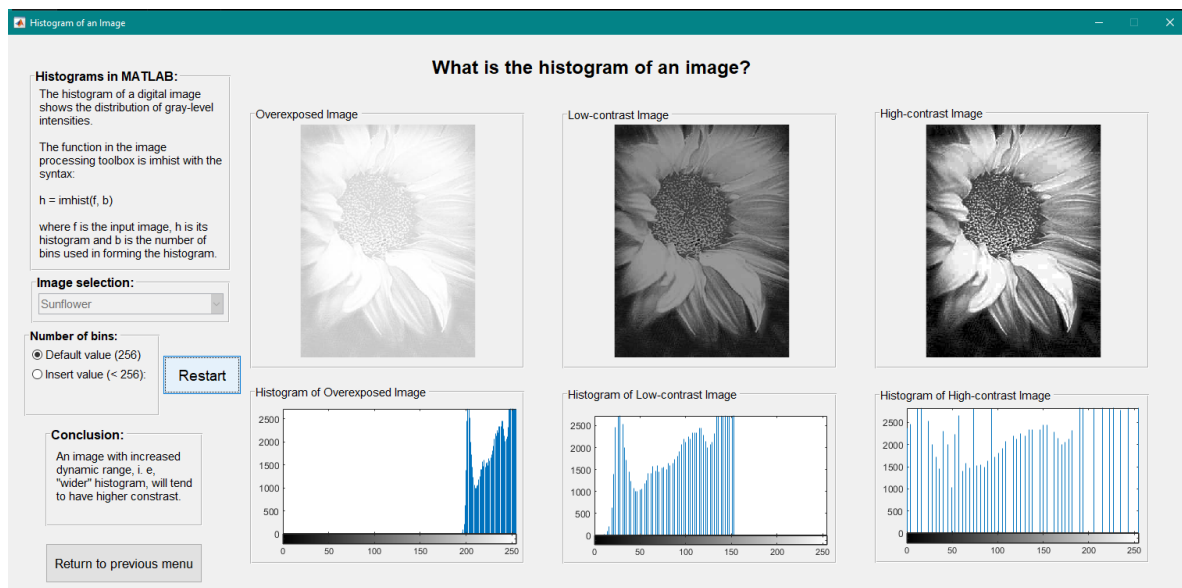 Histogram of an Image
What is the histogram of an image?
Histograms in MATLAB:
The histogram of a digital image
shows the distribution of gray-level
intensities.
The function in the image
processing toolbox is imhist with the
syntax:
h = imhist(f, b)
where f is the input image, h is its
histogram and b is the number of
bins used in forming the histogram.
Image selection:
Sunflower
Number of bins:
Default value (256)
Insert value (< 256):
Restart
Conclusion:
An image with increased
dynamic range, i. e,
"wider" histogram, will tend
to have higher constrast.
Return to previous menu
Overexposed Image
Low-contrast Image
High-contrast Image
Histogram of Overexposed Image
2500
2000
1500
1000
500
0
0 50 100 150 200 250
Histogram of Low-contrast Image
2500
2000
1500
1000
500
0
0 50 100 150 200 250
Histogram of High-contrast Image
2500
2000
1500
1000
500
0
0 50 100 150 200 250